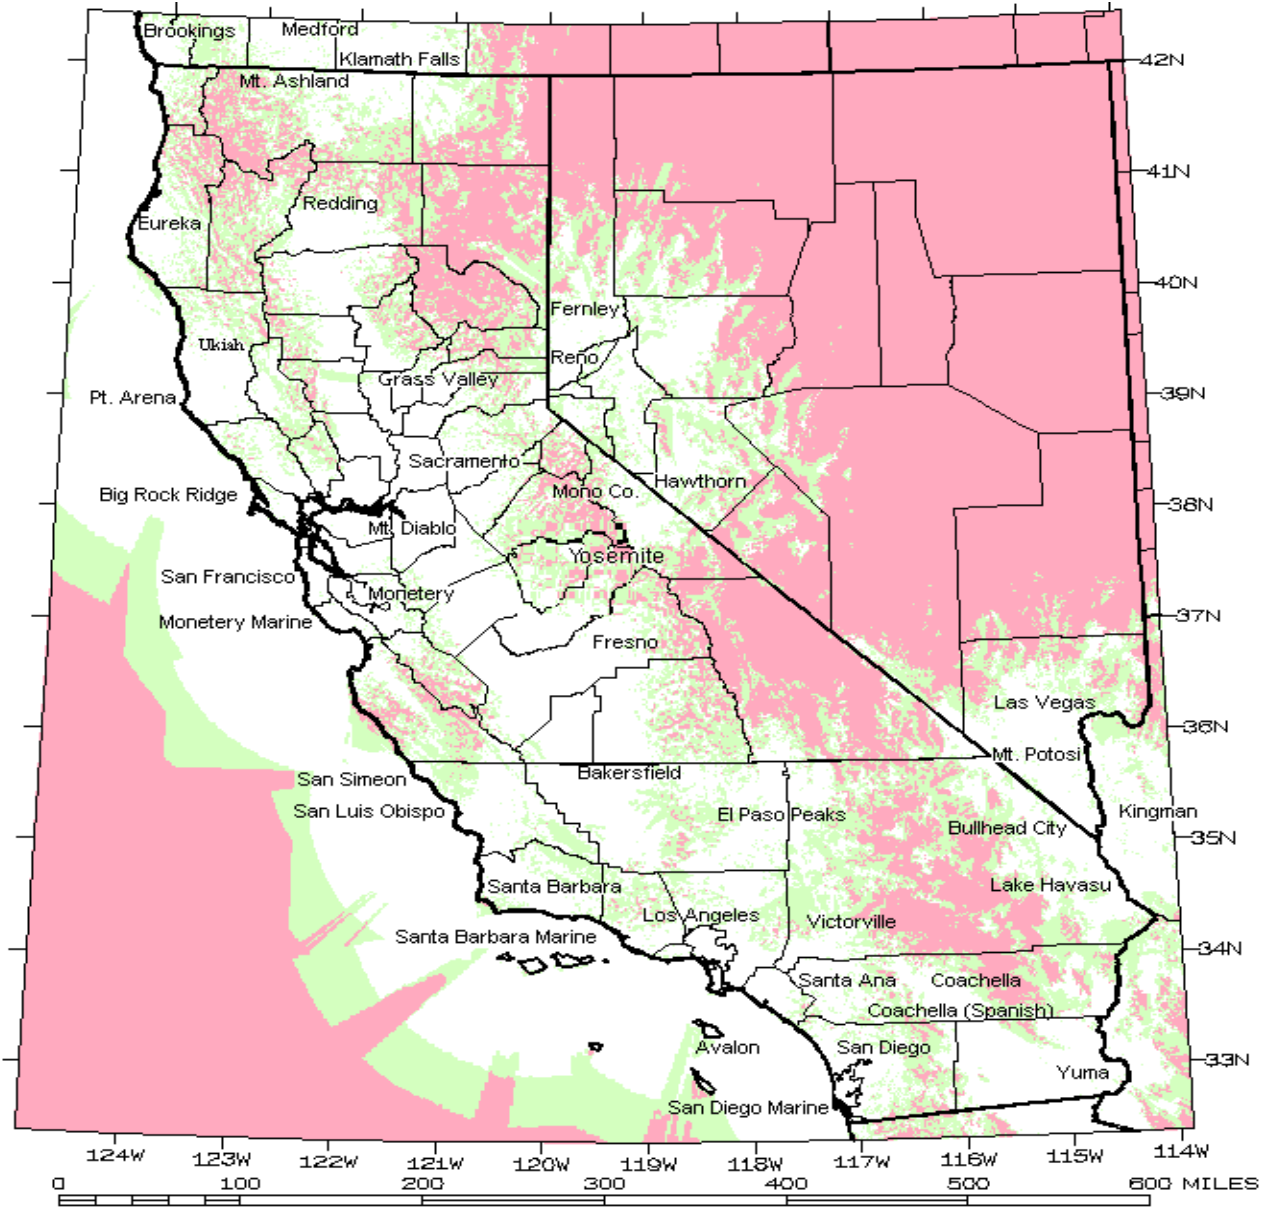 Brookings
Medford
Klamath Falls
42N
Mt. Ashland
41N
Redding
Eureka
40N
Fernley
Ukiah
Reno
Grass Valley
39N
Pt. Arena
Sacramento
Hawthorn
Mono Co.
Big Rock Ridge
38N
Mt. Diablo
Yosemite
San Francisco
Monetery
37N
Monetery Marine
Fresno
Las Vegas
36N
Mt. Potosi
Bakersfield
San Simeon
San Luis Obispo
El Paso Peaks
Kingman
Bullhead City
35N
Santa Barbara
Lake Havasu
Los Angeles
Victorville
Santa Barbara Marine
34N
Santa Ana
Coachella
Coachella (Spanish)
Avalon
San Diego
33N
Yuma
San Diego Marine
124W 123W 122W 121W 120W 119W 118W 117W 116W 115W 114W
0 100 200 300 400 500 600 MILES